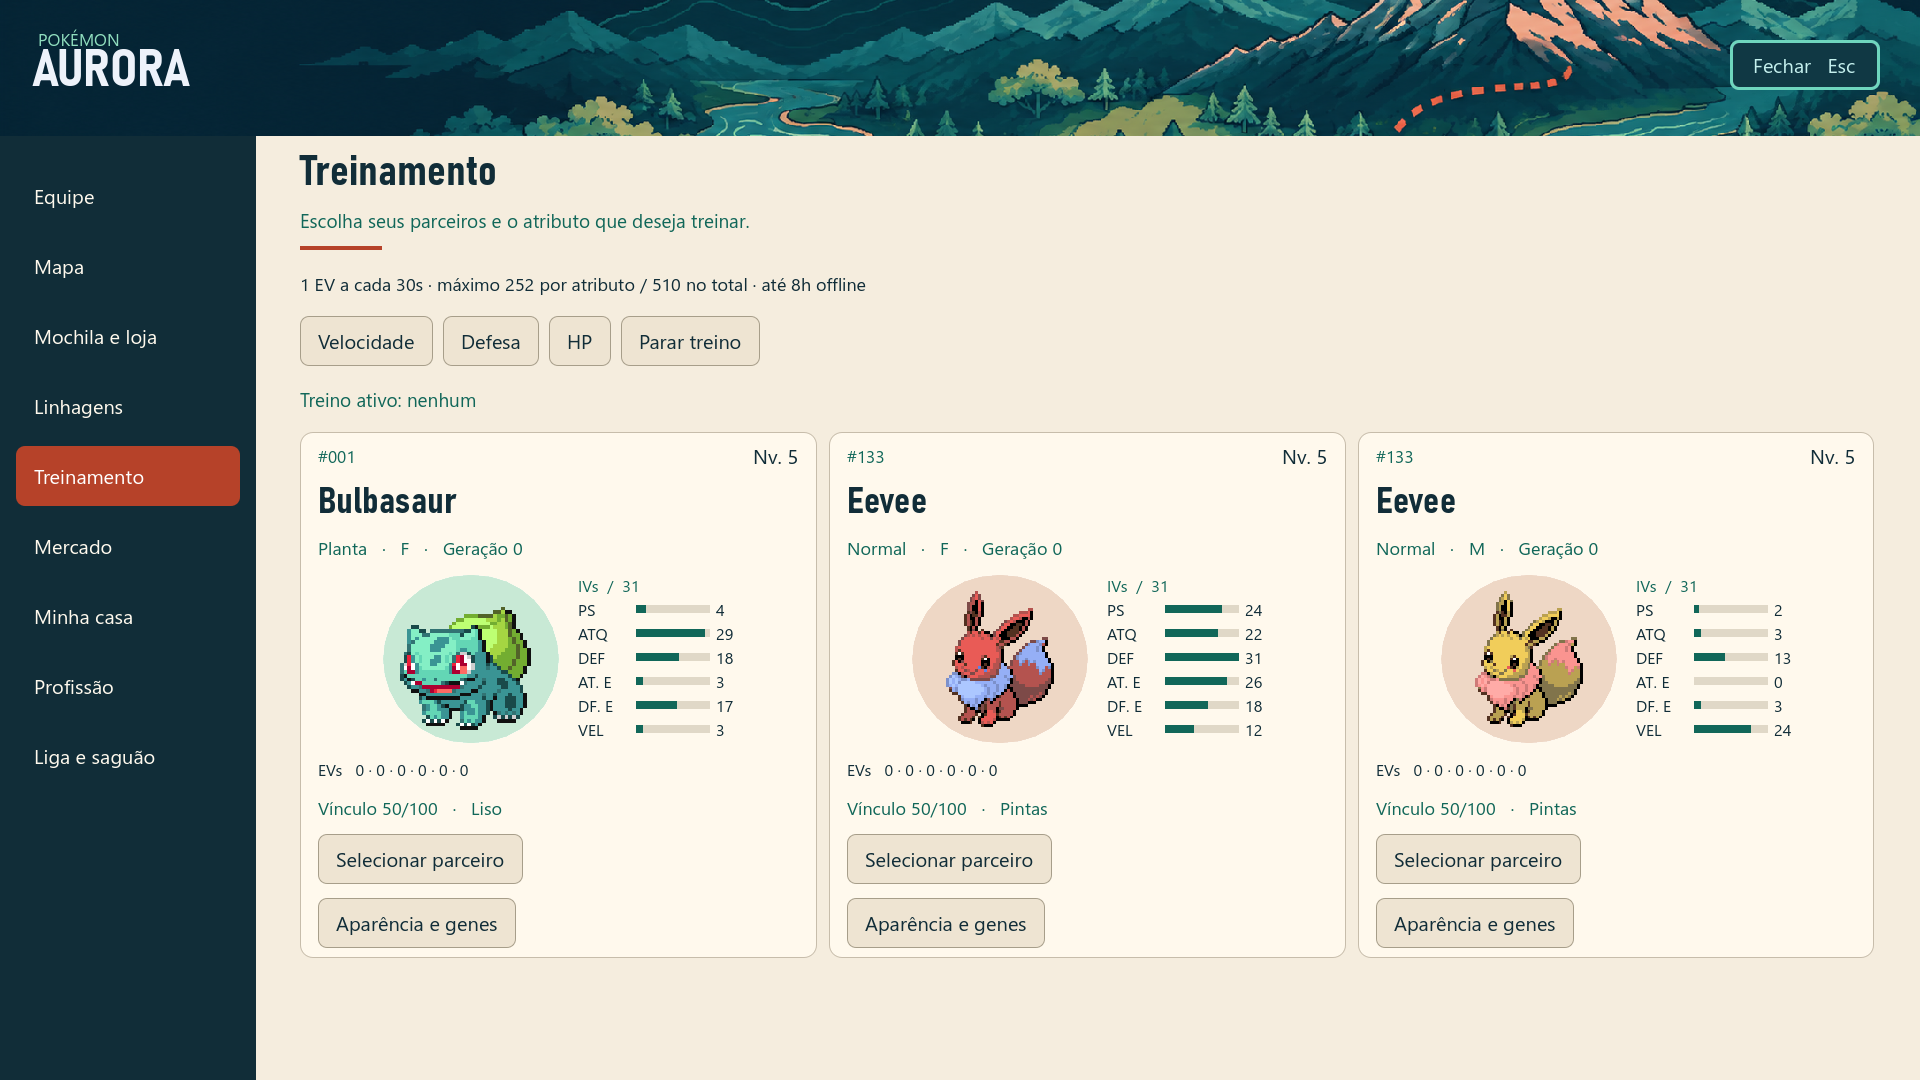 POKÉMON
AURORA
Fechar Esc
Equipe
Mapa
Mochila e loja
Linhagens
Treinamento
Mercado
Minha casa
Profissão
Liga e saguão
Treinamento
Escolha seus parceiros e o atributo que deseja treinar.
1 EV a cada 30s · máximo 252 por atributo / 510 no total · até 8h offline
Velocidade Defesa HP Parar treino
Treino ativo: nenhum
#001 Nv. 5
Bulbasaur
Planta · F · Geração 0
IVs / 31
PS 4
ATQ 29
DEF 18
AT. E 3
DF. E 17
VEL 3
EVs 0 · 0 · 0 · 0 · 0 · 0
Vínculo 50/100 · Liso
Selecionar parceiro
Aparência e genes
#133 Nv. 5
Eevee
Normal · F · Geração 0
IVs / 31
PS 24
ATQ 22
DEF 31
AT. E 26
DF. E 18
VEL 12
EVs 0 · 0 · 0 · 0 · 0 · 0
Vínculo 50/100 · Pintas
Selecionar parceiro
Aparência e genes
#133 Nv. 5
Eevee
Normal · M · Geração 0
IVs / 31
PS 2
ATQ 3
DEF 13
AT. E 0
DF. E 3
VEL 24
EVs 0 · 0 · 0 · 0 · 0 · 0
Vínculo 50/100 · Pintas
Selecionar parceiro
Aparência e genes